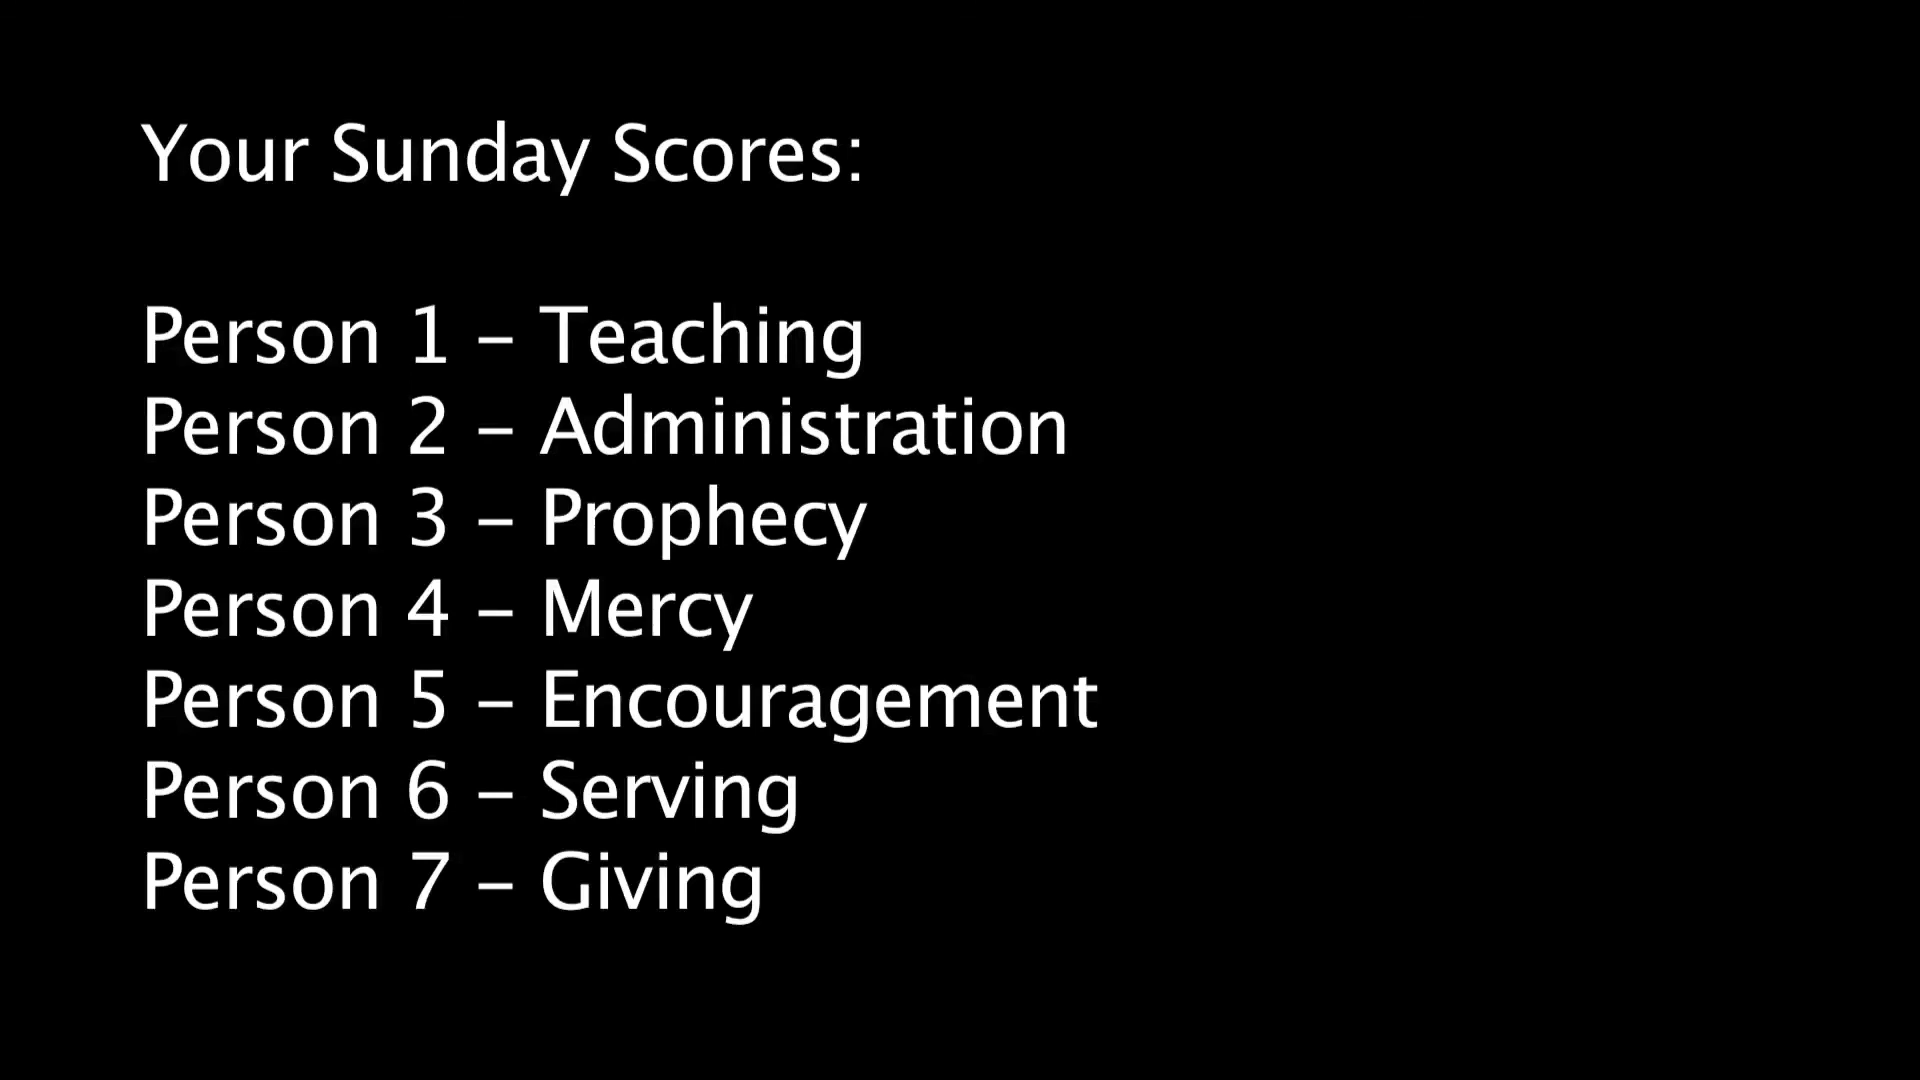 Your Sunday Scores:
Person 1 – Teaching
Person 2 – Administration
Person 3 – Prophecy
Person 4 – Mercy
Person 5 – Encouragement
Person 6 – Serving
Person 7 – Giving